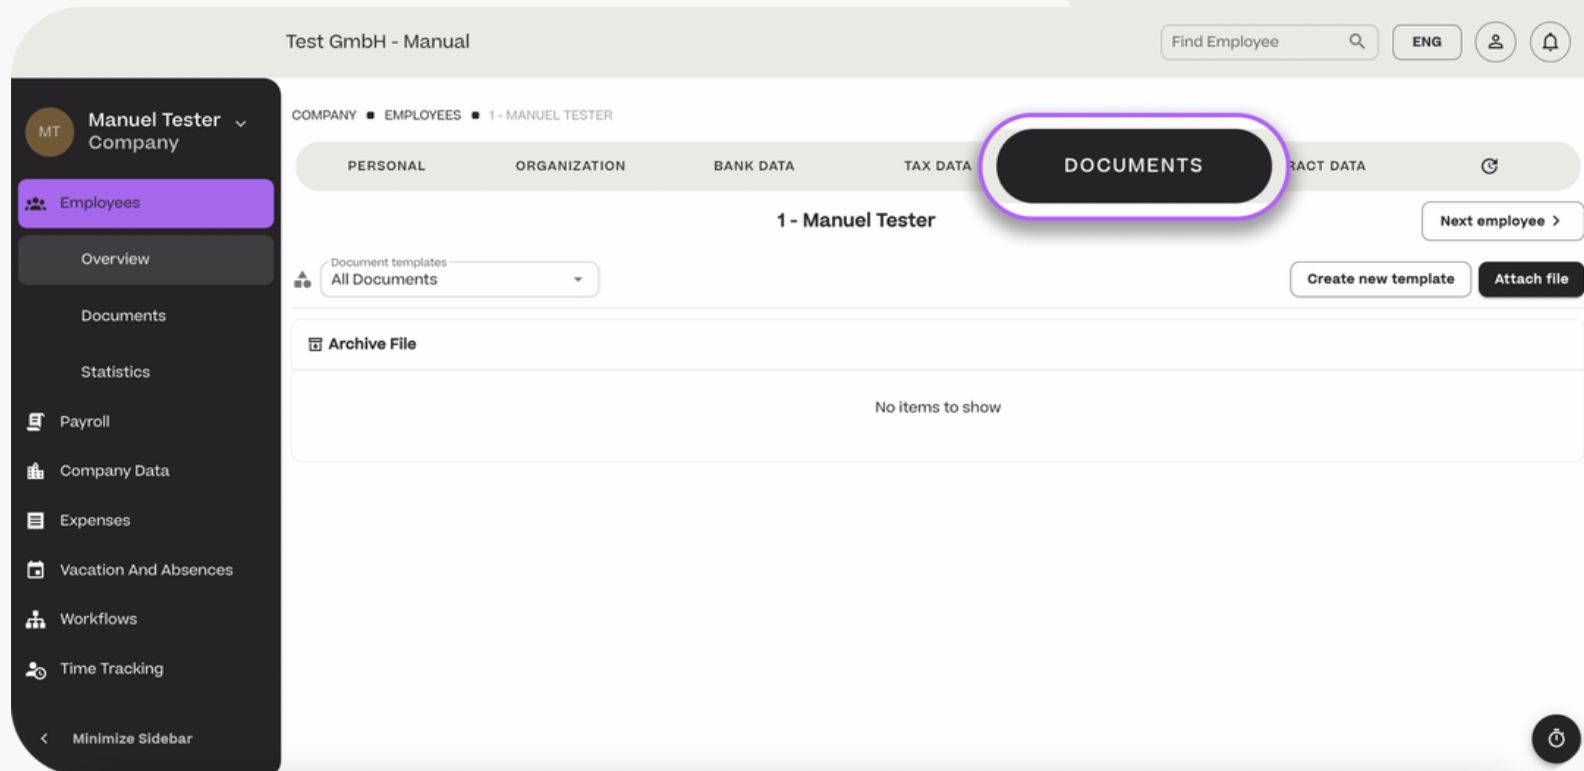 Test GmbH - Manual
Find Employee
ENG
MT
Manuel Tester
Company
Employees
Overview
Documents
Statistics
Payroll
Company Data
Expenses
Vacation And Absences
Workflows
Time Tracking
Minimize Sidebar
COMPANY ■ EMPLOYEES ■ 1 - MANUEL TESTER
PERSONAL ORGANIZATION BANK DATA TAX DATA DOCUMENTS RACT DATA
1 - Manuel Tester
Next employee >
Document templates
All Documents
Create new template
Attach file
Archive File
No items to show